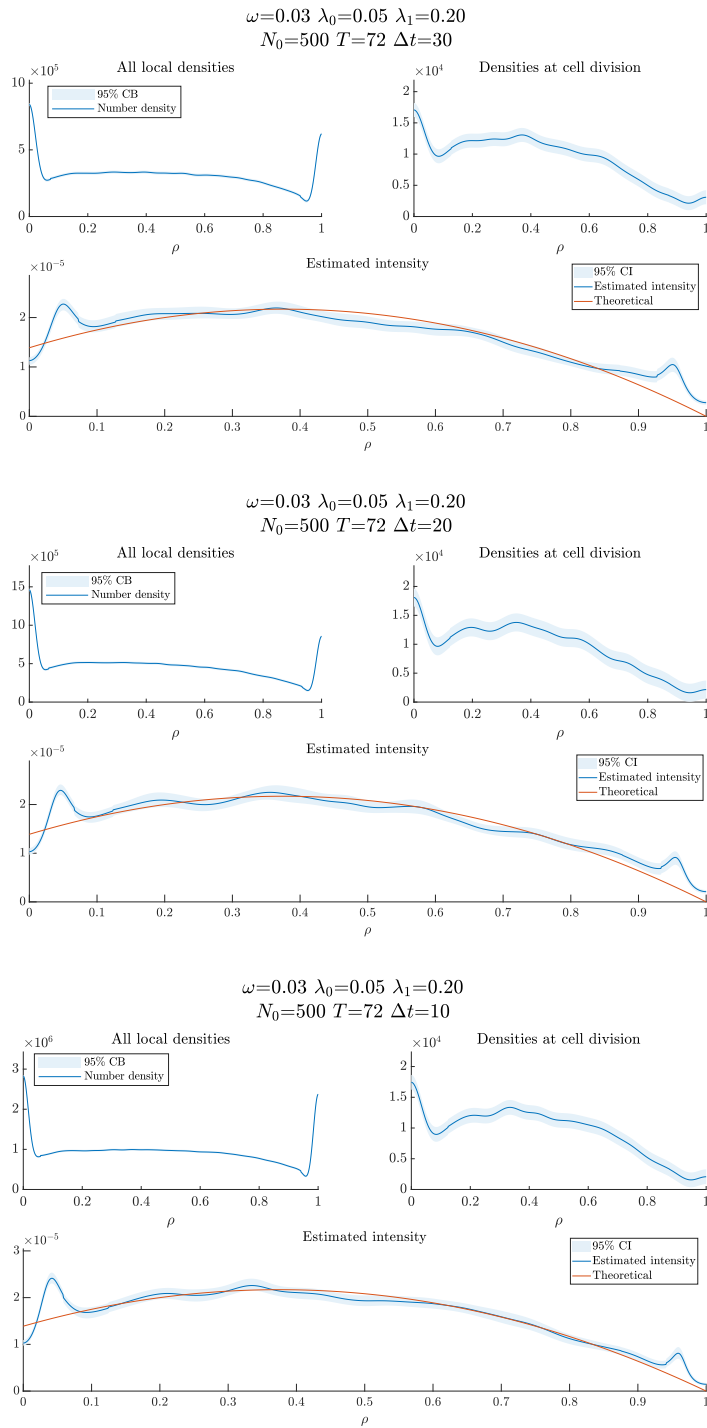 ω=0.03 λ₀=0.05 λ₁=0.20
N₀=500 T=72 Δt=30
All local densities
×10⁵
95% CB
Number density
10
5
0
0 0.2 0.4 0.6 0.8 1
ρ
Densities at cell division
×10⁴
2
1.5
1
0.5
0
0 0.2 0.4 0.6 0.8 1
ρ
Estimated intensity
×10⁻⁵
95% CI
Estimated intensity
Theoretical
2
1
0
0 0.1 0.2 0.3 0.4 0.5 0.6 0.7 0.8 0.9 1
ρ
ω=0.03 λ₀=0.05 λ₁=0.20
N₀=500 T=72 Δt=20
All local densities
×10⁵
95% CB
Number density
15
10
5
0
0 0.2 0.4 0.6 0.8 1
ρ
Densities at cell division
×10⁴
2
1.5
1
0.5
0
0 0.2 0.4 0.6 0.8 1
ρ
Estimated intensity
×10⁻⁵
95% CI
Estimated intensity
Theoretical
2
1
0
0 0.1 0.2 0.3 0.4 0.5 0.6 0.7 0.8 0.9 1
ρ
ω=0.03 λ₀=0.05 λ₁=0.20
N₀=500 T=72 Δt=10
All local densities
×10⁶
95% CB
Number density
3
2
1
0
0 0.2 0.4 0.6 0.8 1
ρ
Densities at cell division
×10⁴
2
1.5
1
0.5
0
0 0.2 0.4 0.6 0.8 1
ρ
Estimated intensity
×10⁻⁵
95% CI
Estimated intensity
Theoretical
3
2
1
0
0 0.1 0.2 0.3 0.4 0.5 0.6 0.7 0.8 0.9 1
ρ